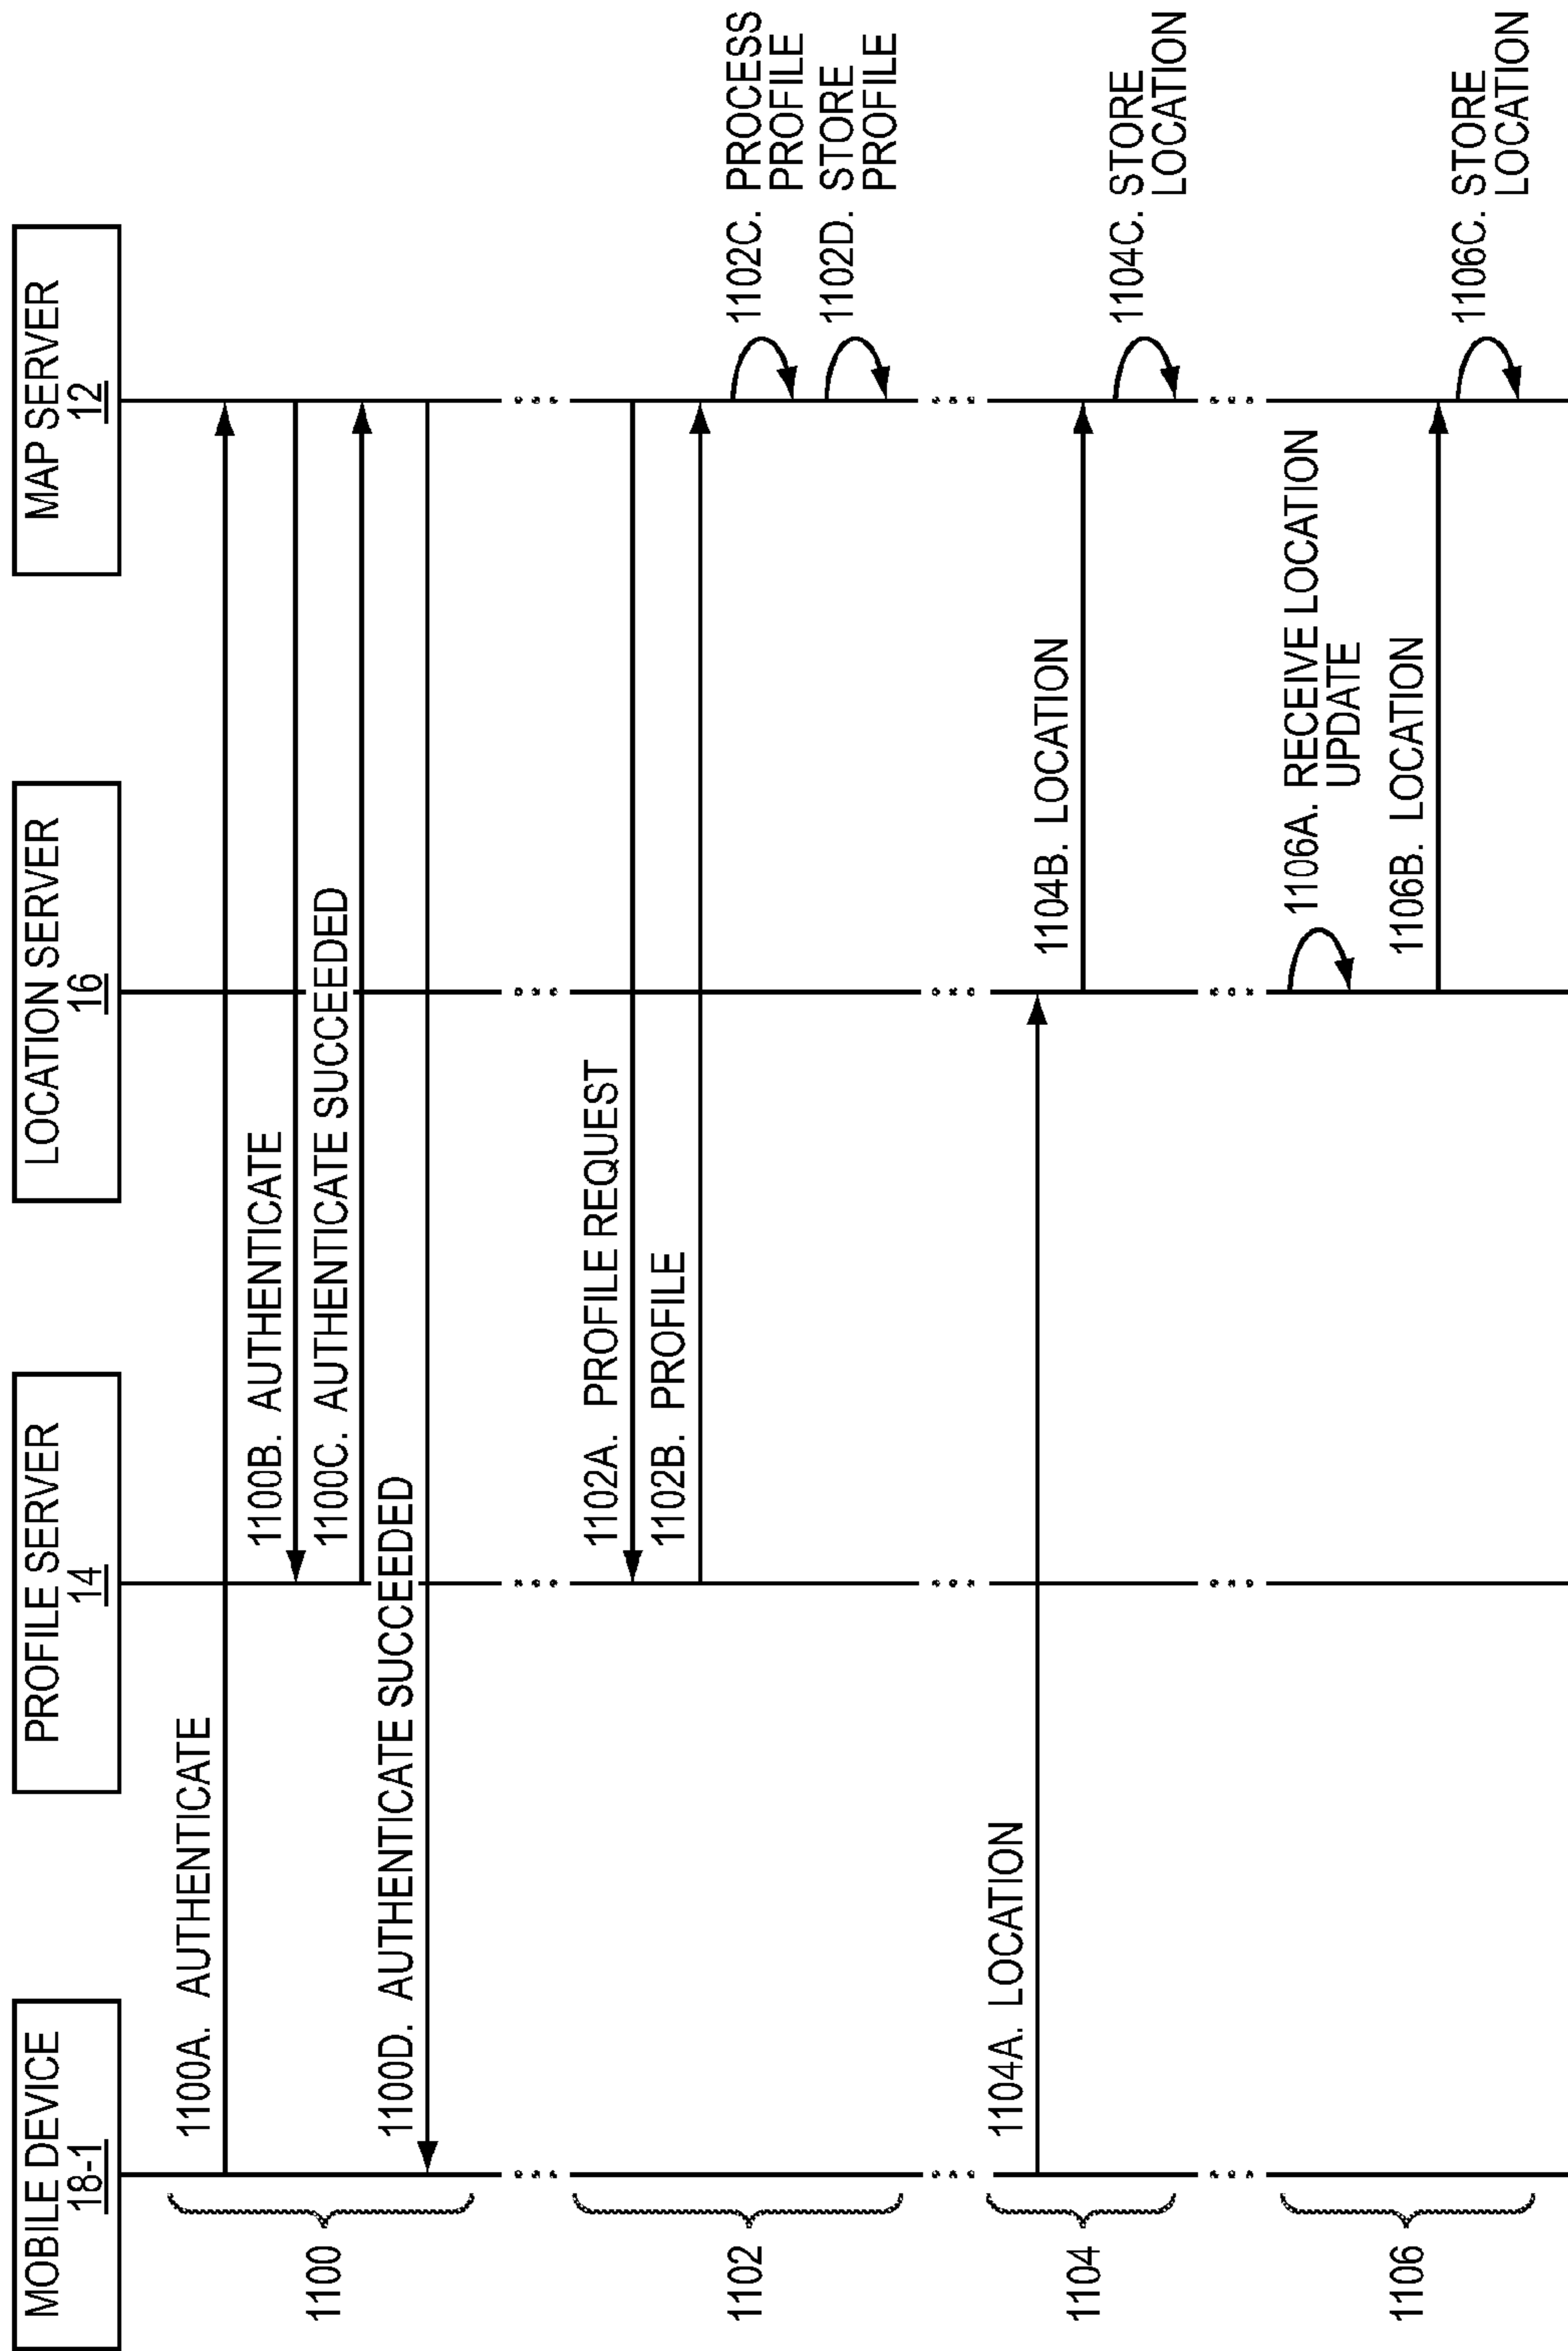 MOBILE DEVICE
18-1
PROFILE SERVER
14
LOCATION SERVER
16
MAP SERVER
12
1100
1100A. AUTHENTICATE
1100B. AUTHENTICATE
1100C. AUTHENTICATE SUCCEEDED
1100D. AUTHENTICATE SUCCEEDED
1102
1102A. PROFILE REQUEST
1102B. PROFILE
1102C. PROCESS
PROFILE
1102D. STORE
PROFILE
1104
1104A. LOCATION
1104B. LOCATION
1104C. STORE
LOCATION
1106
1106A. RECEIVE LOCATION
UPDATE
1106B. LOCATION
1106C. STORE
LOCATION